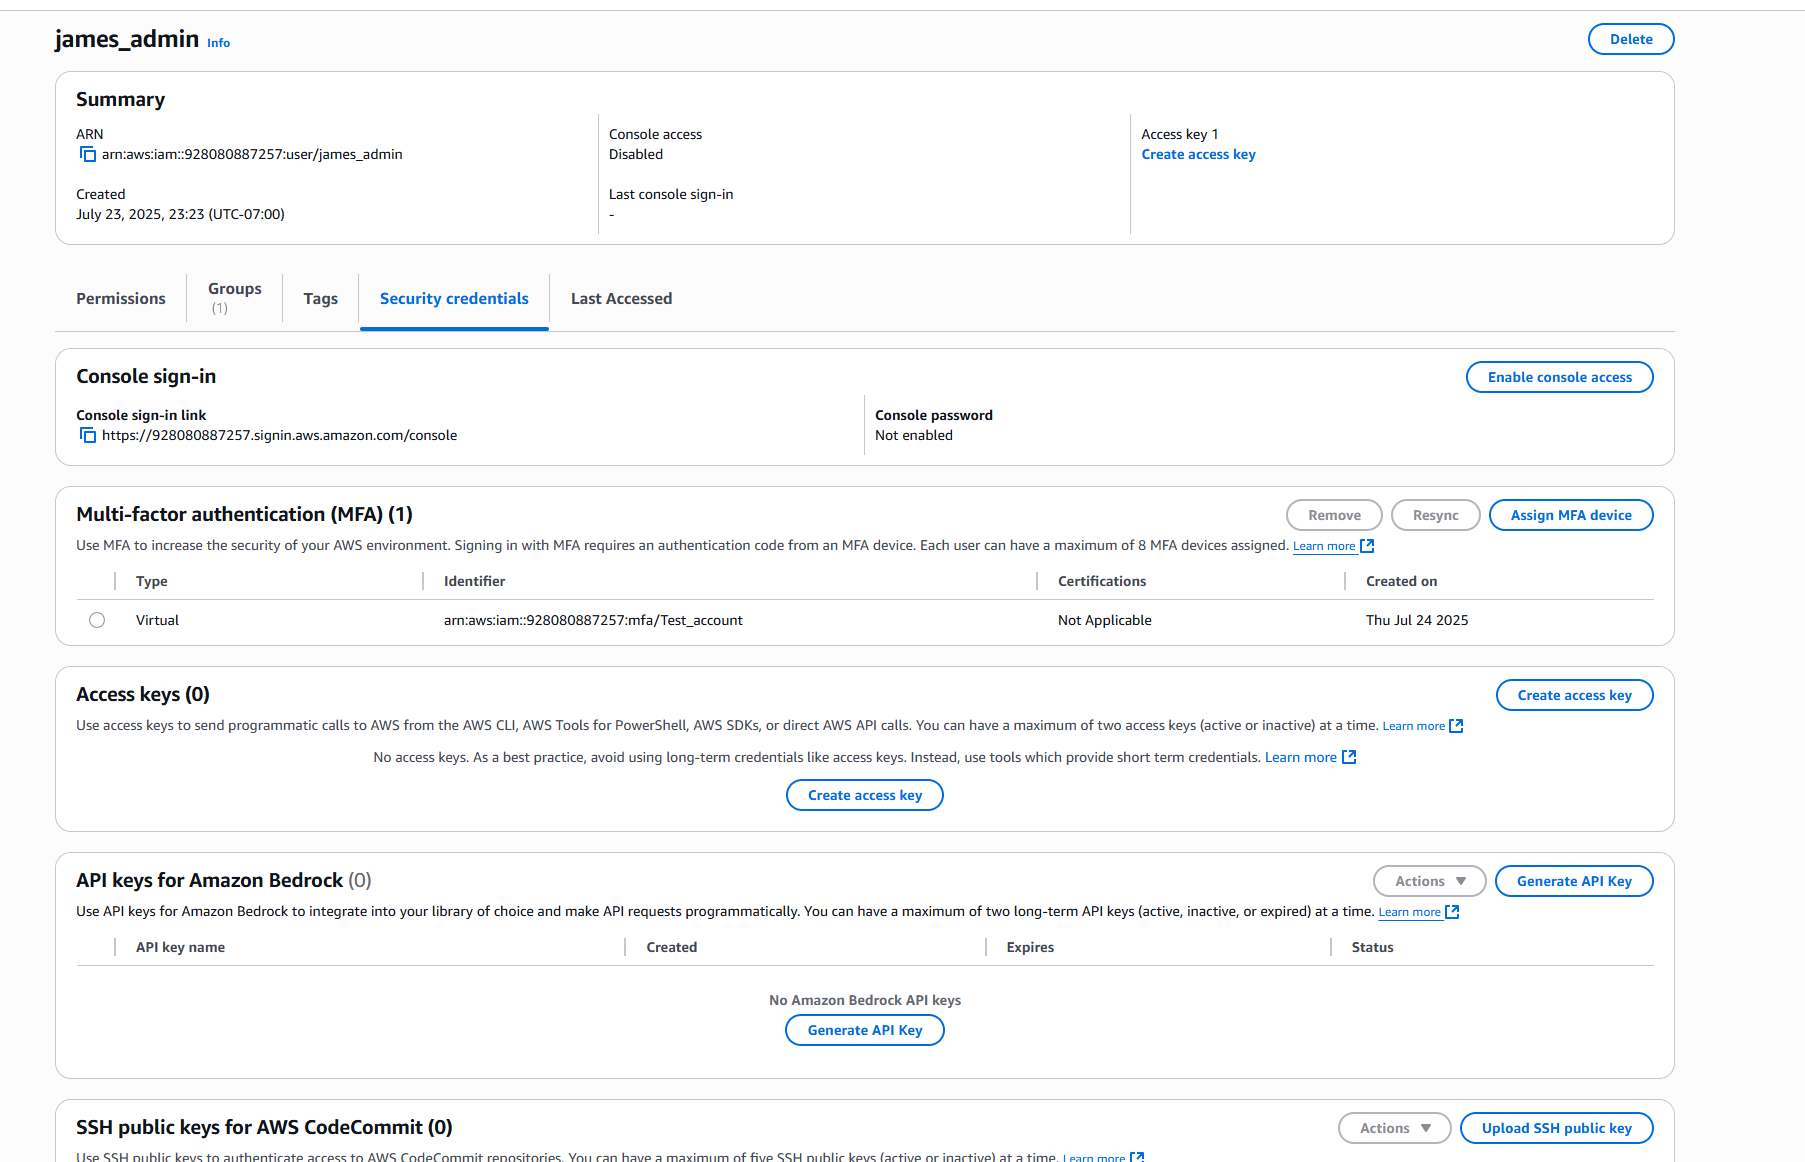 james_admin Info
Delete
Summary
ARN
arn:aws:iam::928080887257:user/james_admin
Created
July 23, 2025, 23:23 (UTC-07:00)
Console access
Disabled
Last console sign-in
-
Access key 1
Create access key
Permissions
Groups
(1)
Tags
Security credentials
Last Accessed
Console sign-in
Enable console access
Console sign-in link
https://928080887257.signin.aws.amazon.com/console
Console password
Not enabled
Multi-factor authentication (MFA) (1)
Remove
Resync
Assign MFA device
Use MFA to increase the security of your AWS environment. Signing in with MFA requires an authentication code from an MFA device. Each user can have a maximum of 8 MFA devices assigned. Learn more
Type
Identifier
Certifications
Created on
Virtual
arn:aws:iam::928080887257:mfa/Test_account
Not Applicable
Thu Jul 24 2025
Access keys (0)
Create access key
Use access keys to send programmatic calls to AWS from the AWS CLI, AWS Tools for PowerShell, AWS SDKs, or direct AWS API calls. You can have a maximum of two access keys (active or inactive) at a time. Learn more
No access keys. As a best practice, avoid using long-term credentials like access keys. Instead, use tools which provide short term credentials. Learn more
Create access key
API keys for Amazon Bedrock (0)
Actions
Generate API Key
Use API keys for Amazon Bedrock to integrate into your library of choice and make API requests programmatically. You can have a maximum of two long-term API keys (active, inactive, or expired) at a time. Learn more
API key name
Created
Expires
Status
No Amazon Bedrock API keys
Generate API Key
SSH public keys for AWS CodeCommit (0)
Actions
Upload SSH public key
Use SSH public keys to authenticate access to AWS CodeCommit repositories. You can have a maximum of five SSH public keys (active or inactive) at a time. Learn more